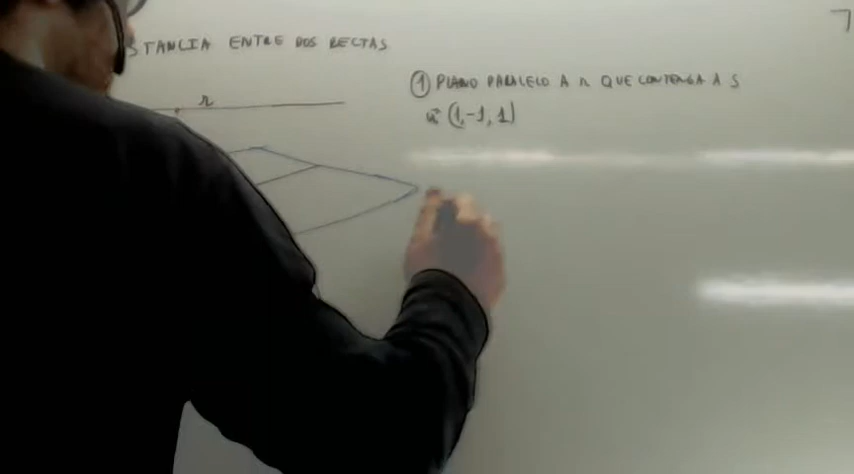 STANCIA ENTRE DOS RECTAS
① PLANO PARALELO A r QUE CONTENGA A S
r
u⃗ (1,-1,1)
7